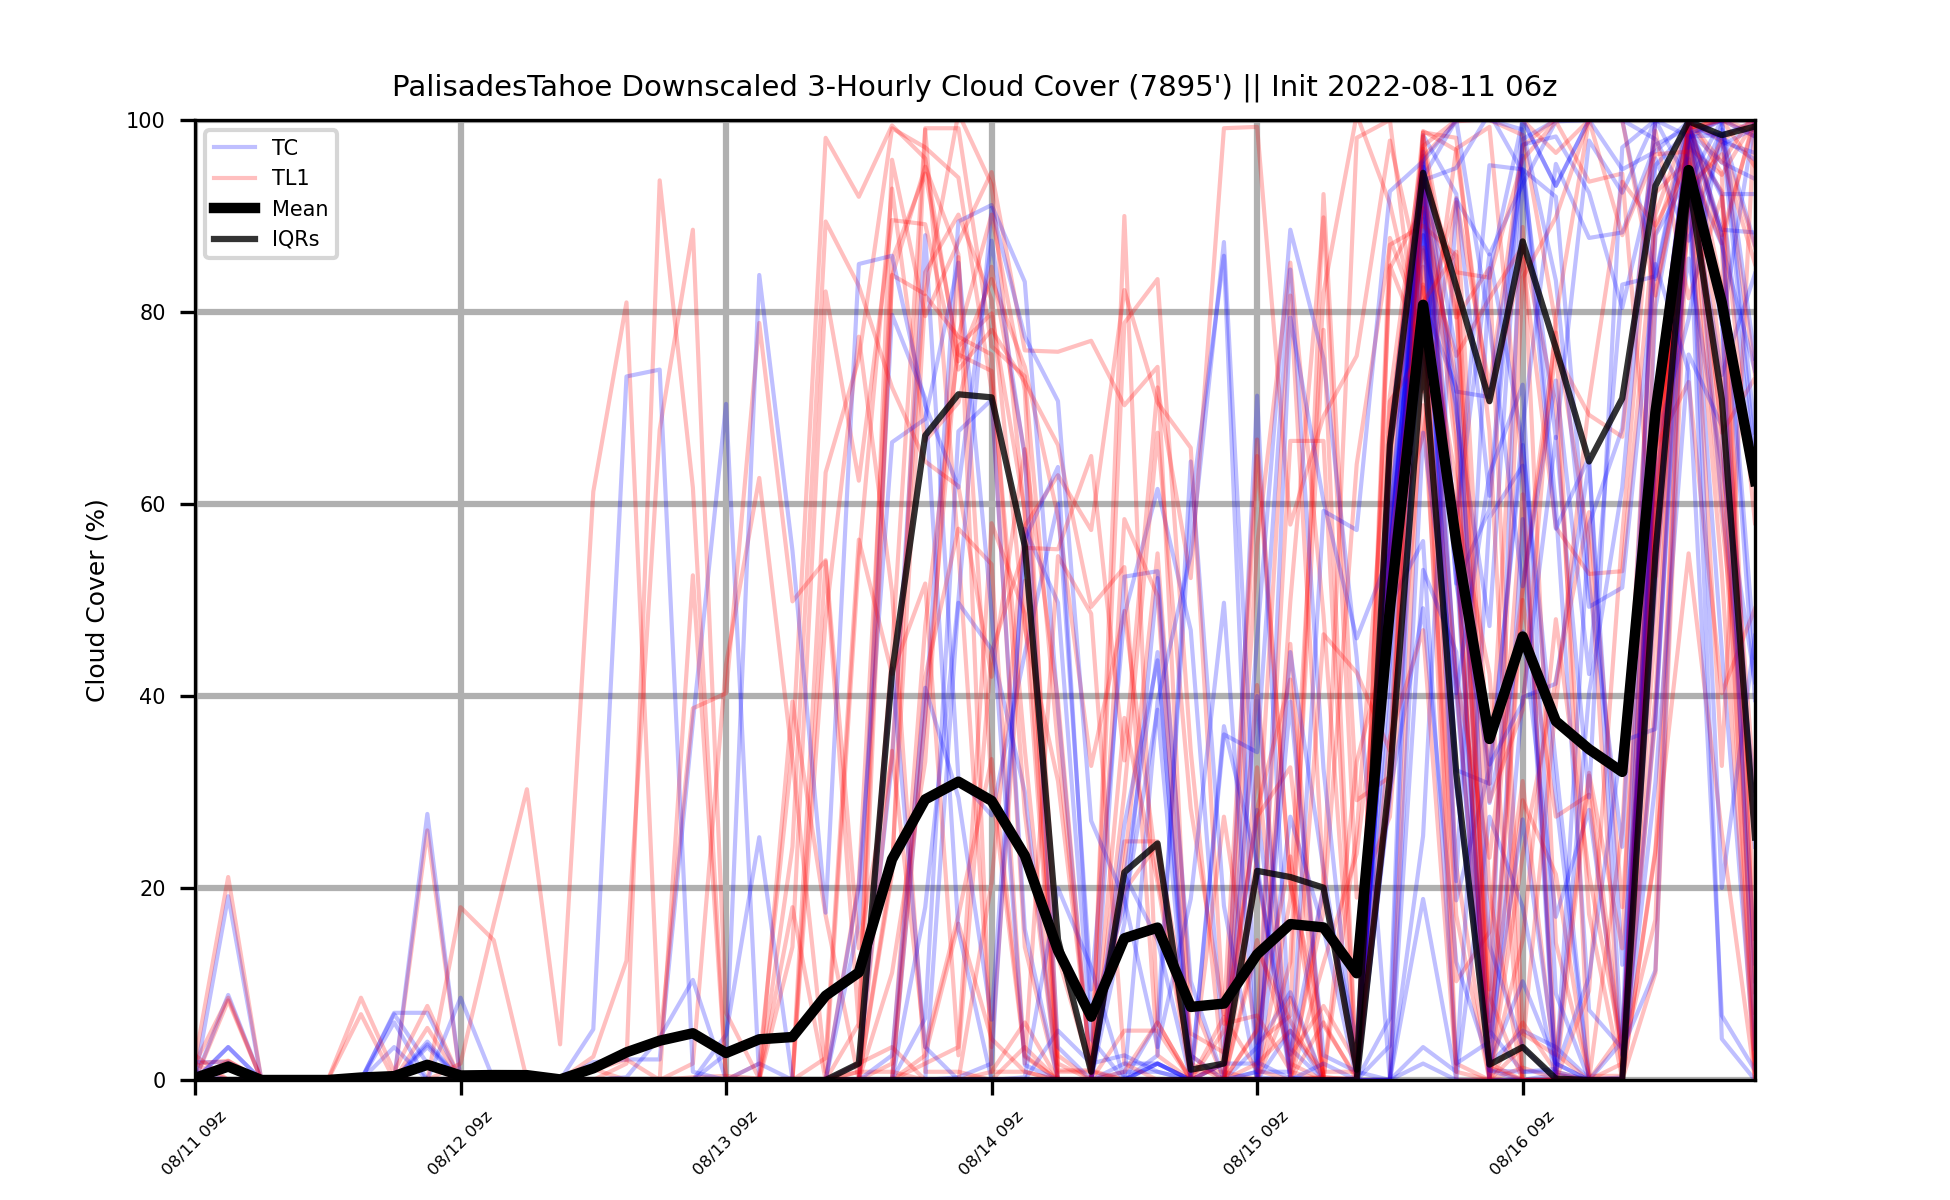 PalisadesTahoe Downscaled 3-Hourly Cloud Cover (7895') || Init 2022-08-11 06z
100
80
60
40
20
0
Cloud Cover (%)
TC
TL1
Mean
IQRs
08/11 09z
08/12 09z
08/13 09z
08/14 09z
08/15 09z
08/16 09z